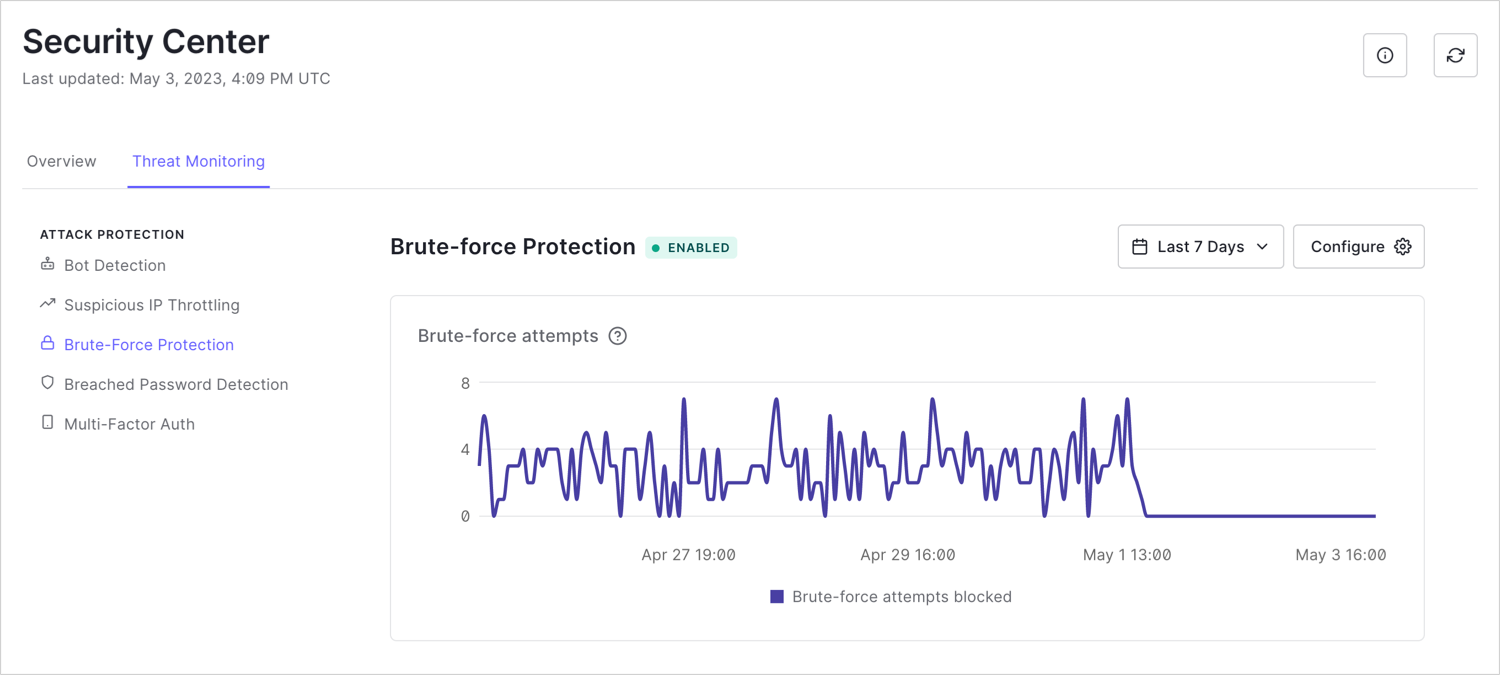 Security Center
Last updated: May 3, 2023, 4:09 PM UTC
Overview
Threat Monitoring
ATTACK PROTECTION
Bot Detection
Suspicious IP Throttling
Brute-Force Protection
Breached Password Detection
Multi-Factor Auth
Brute-force Protection
ENABLED
Last 7 Days
Configure
Brute-force attempts
8
4
0
Apr 27 19:00
Apr 29 16:00
May 1 13:00
May 3 16:00
Brute-force attempts blocked